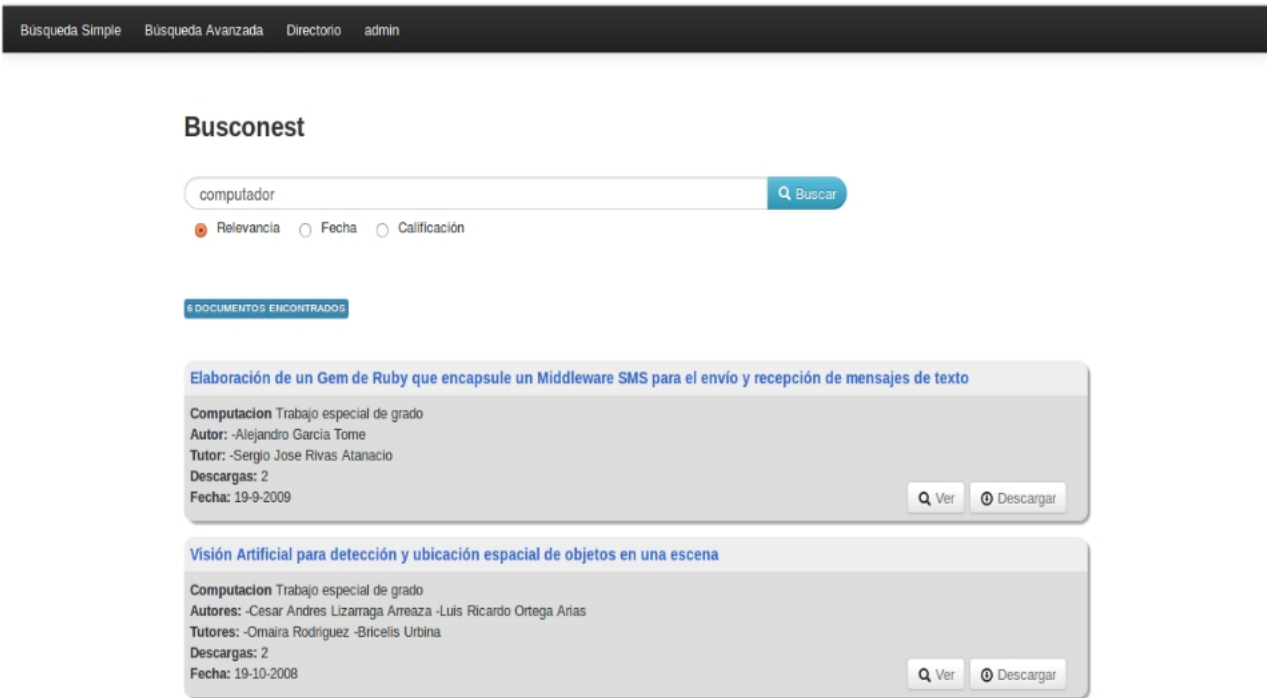 Búsqueda Simple Búsqueda Avanzada Directorio admin
Busconest
computador Buscar
Relevancia Fecha Calificación
6 DOCUMENTOS ENCONTRADOS
Elaboración de un Gem de Ruby que encapsule un Middleware SMS para el envío y recepción de mensajes de texto
Computacion Trabajo especial de grado
Autor: -Alejandro García Tome
Tutor: -Sergio Jose Rivas Atanacio
Descargas: 2
Fecha: 19-9-2009
Ver Descargar
Visión Artificial para detección y ubicación espacial de objetos en una escena
Computacion Trabajo especial de grado
Autores: -Cesar Andres Lizarraga Arreaza -Luis Ricardo Ortega Arias
Tutores: -Omaira Rodriguez -Bricelis Urbina
Descargas: 2
Fecha: 19-10-2008
Ver Descargar